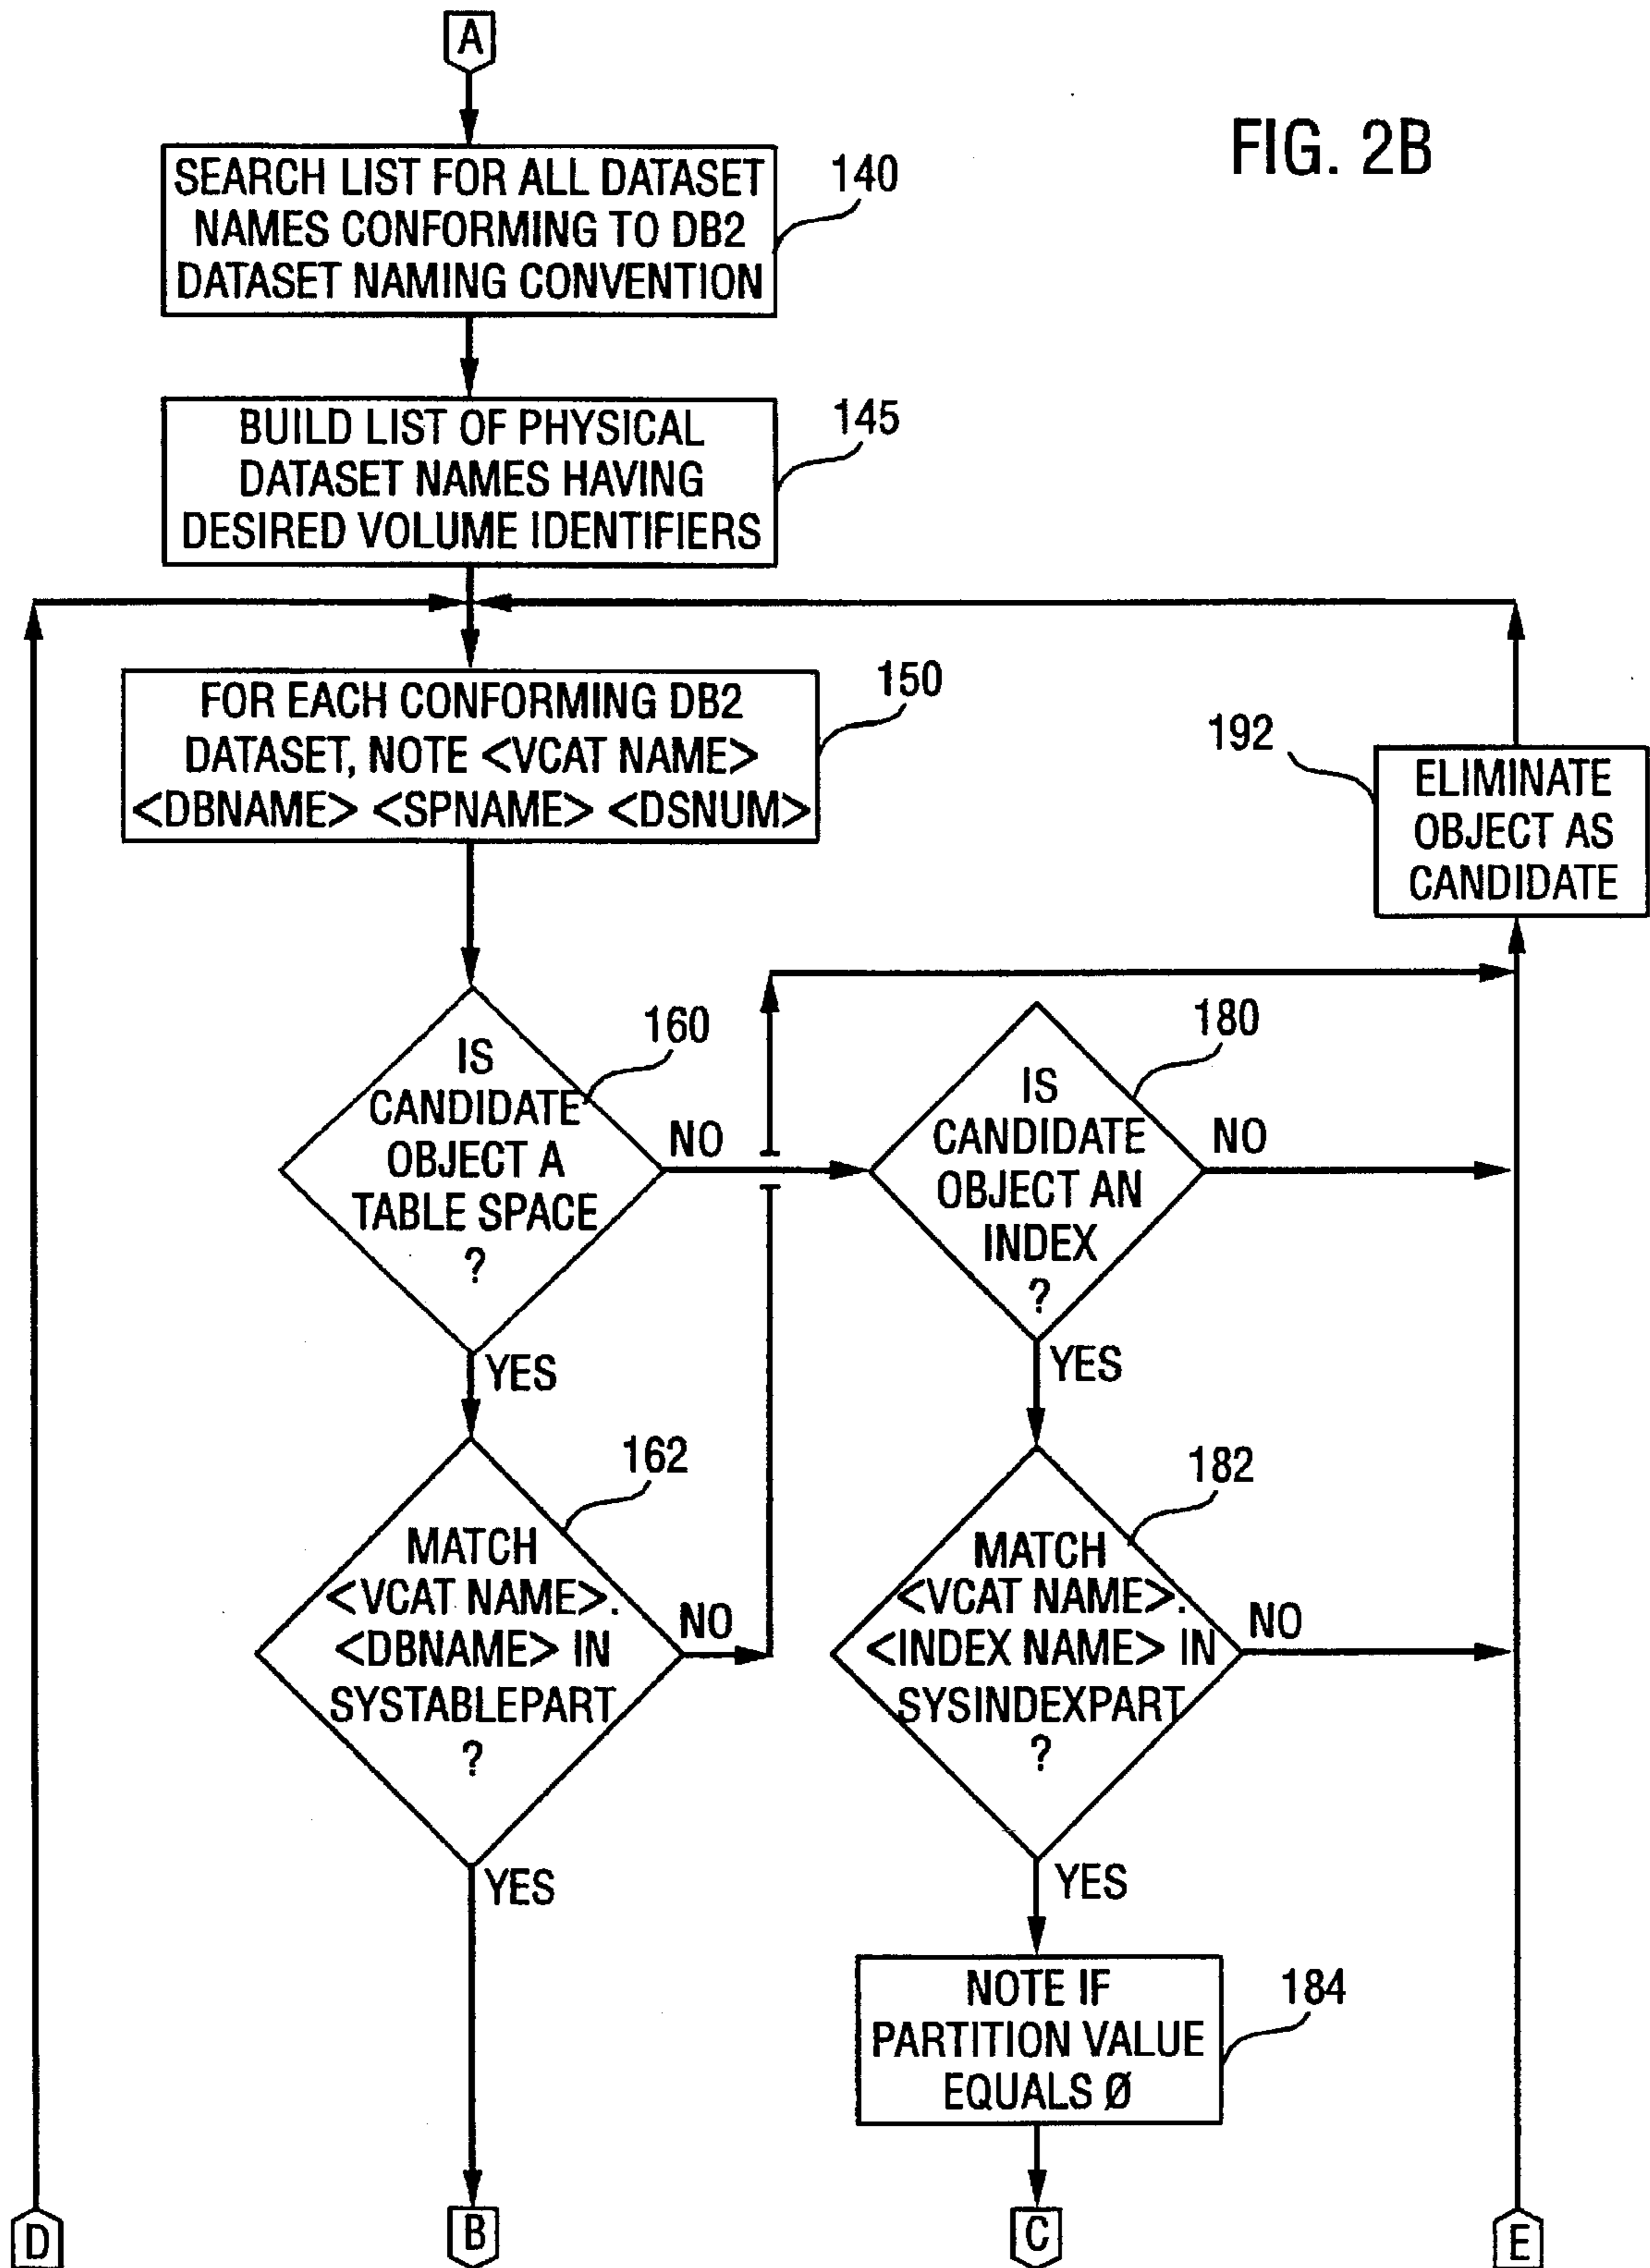 A
FIG. 2B
SEARCH LIST FOR ALL DATASET
NAMES CONFORMING TO DB2
DATASET NAMING CONVENTION
140
BUILD LIST OF PHYSICAL
DATASET NAMES HAVING
DESIRED VOLUME IDENTIFIERS
145
FOR EACH CONFORMING DB2
DATASET, NOTE <VCAT NAME>
<DBNAME> <SPNAME> <DSNUM>
150
192
ELIMINATE
OBJECT AS
CANDIDATE
IS
CANDIDATE
OBJECT A
TABLE SPACE
?
160
NO
YES
IS
CANDIDATE
OBJECT AN
INDEX
?
180
NO
YES
MATCH
<VCAT NAME>.
<DBNAME> IN
SYSTABLEPART
?
162
NO
YES
MATCH
<VCAT NAME>.
<INDEX NAME> IN
SYSINDEXPART
?
182
NO
YES
NOTE IF
PARTITION VALUE
EQUALS Ø
184
D
B
C
E